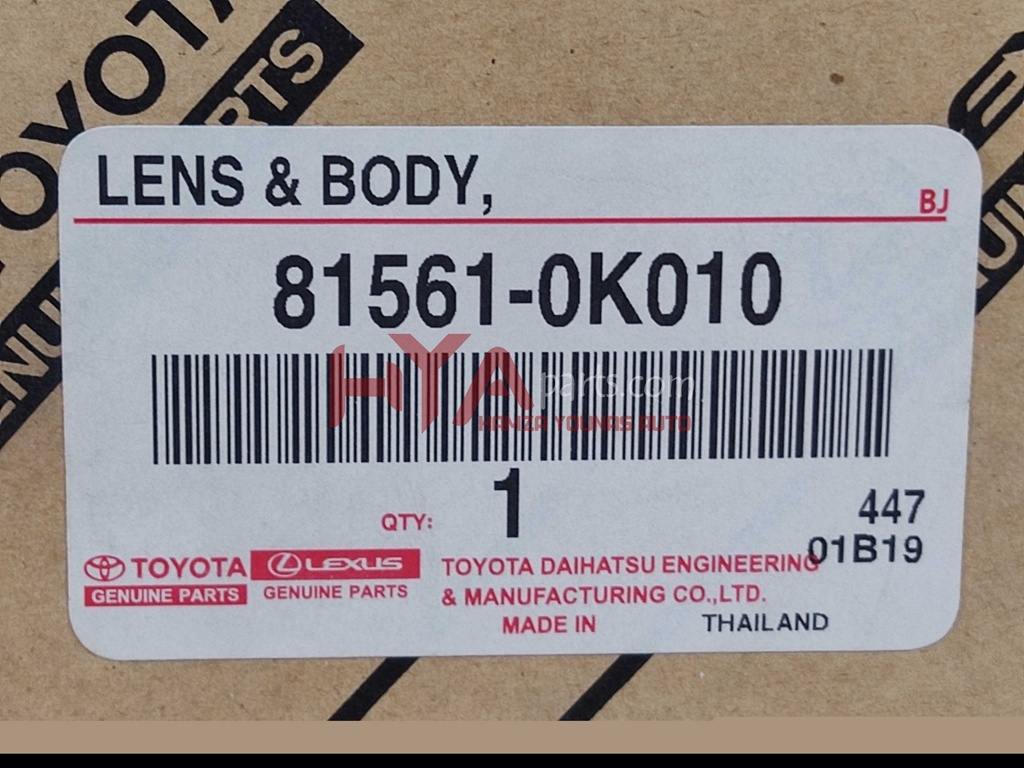 TOYOTA
PARTS
LENS & BODY,
BJ
81561-0K010
HYA parts.com
HAMZA YOUNAS AUTO
1
QTY:
447
01B19
TOYOTA
GENUINE PARTS
LEXUS
GENUINE PARTS
TOYOTA DAIHATSU ENGINEERING
& MANUFACTURING CO.,LTD.
MADE IN THAILAND